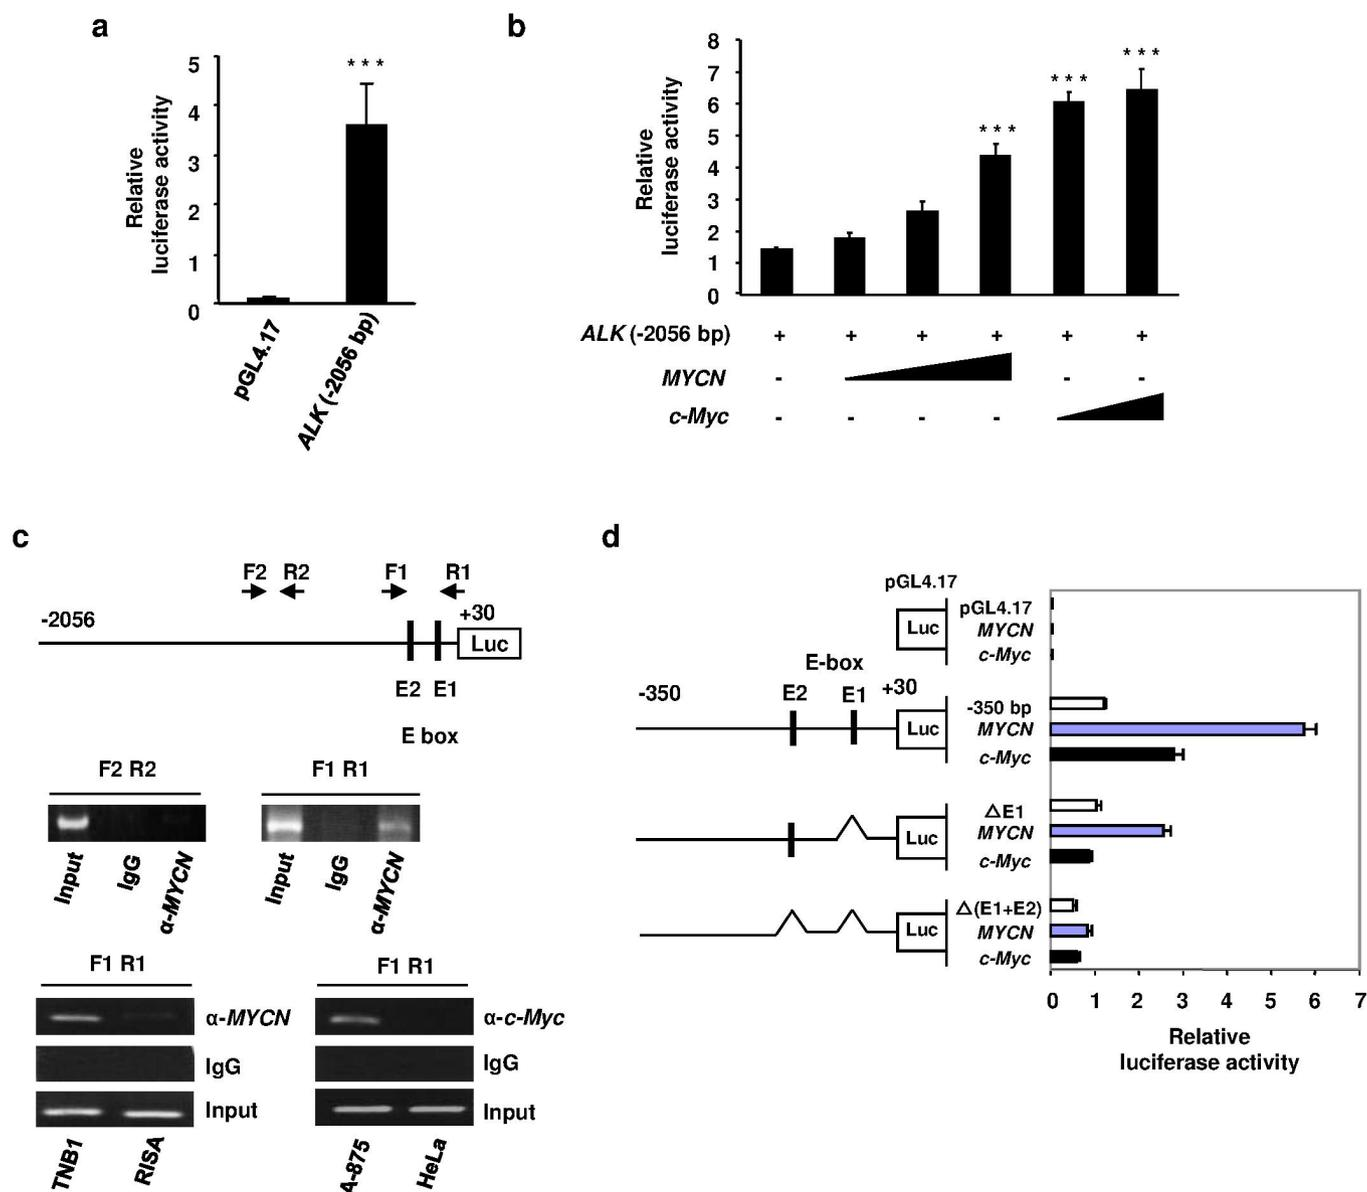 a
5
4
3
2
1
0
Relative
luciferase activity
***
pGL4.17
ALK (-2056 bp)
b
8
7
6
5
4
3
2
1
0
Relative
luciferase activity
***
***
***
ALK (-2056 bp) + + + + + +
MYCN - - -
c-Myc - - - -
c
F2 R2 F1 R1
-2056
+30
Luc
E2 E1
E box
F2 R2
Input
IgG
α-MYCN
F1 R1
Input
IgG
α-MYCN
F1 R1
α-MYCN
IgG
Input
TNB1
RISA
F1 R1
α-c-Myc
IgG
Input
A-875
HeLa
d
pGL4.17
Luc
pGL4.17
MYCN
c-Myc
E-box
-350
E2
E1
+30
Luc
-350 bp
MYCN
c-Myc
Luc
△E1
MYCN
c-Myc
Luc
△(E1+E2)
MYCN
c-Myc
0 1 2 3 4 5 6 7
Relative
luciferase activity